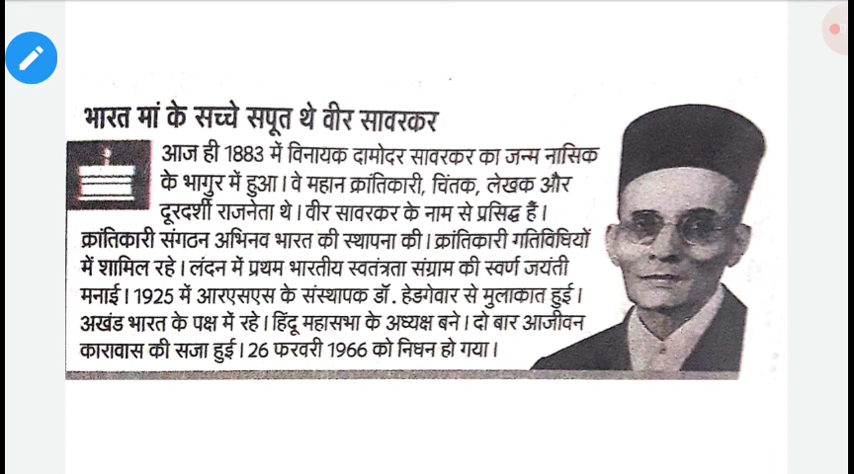 भारत मां के सच्चे सपूत थे वीर सावरकर
आज ही 1883 में विनायक दामोदर सावरकर का जन्म नासिक
के भागुर में हुआ। वे महान क्रांतिकारी, चिंतक, लेखक और
दूरदर्शी राजनेता थे। वीर सावरकर के नाम से प्रसिद्ध हैं।
क्रांतिकारी संगठन अभिनव भारत की स्थापना की। क्रांतिकारी गतिविधियों
में शामिल रहे। लंदन में प्रथम भारतीय स्वतंत्रता संग्राम की स्वर्ण जयंती
मनाई। 1925 में आरएसएस के संस्थापक डॉ. हेडगेवार से मुलाकात हुई।
अखंड भारत के पक्ष में रहे। हिंदू महासभा के अध्यक्ष बने। दो बार आजीवन
कारावास की सजा हुई। 26 फरवरी 1966 को निधन हो गया।